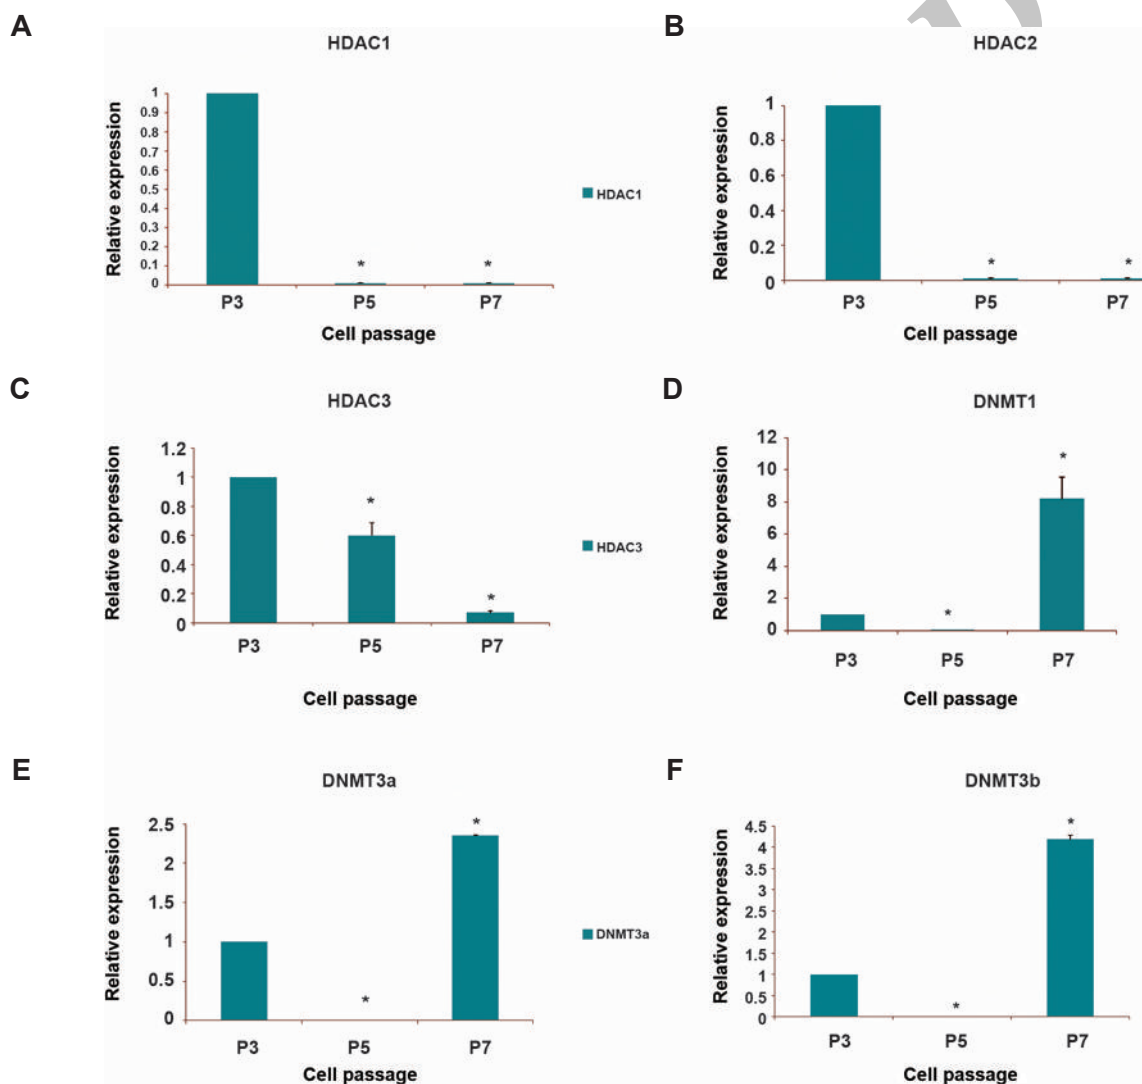 A
HDAC1
Relative expression
1
0.9
0.8
0.7
0.6
0.5
0.4
0.3
0.2
0.1
0
*
*
P3
P5
P7
Cell passage
HDAC1
B
HDAC2
Relative expression
1
0.8
0.6
0.4
0.2
0
*
*
P3
P5
P7
Cell passage
C
HDAC3
Relative expression
1.2
1
0.8
0.6
0.4
0.2
0
*
*
P3
P5
P7
Cell passage
HDAC3
D
DNMT1
Relative expression
12
10
8
6
4
2
0
*
*
P3
P5
P7
Cell passage
E
DNMT3a
Relative expression
2.5
2
1.5
1
0.5
0
*
*
P3
P5
P7
Cell passage
DNMT3a
F
DNMT3b
Relative expression
4.5
4
3.5
3
2.5
2
1.5
1
0.5
0
*
*
P3
P5
P7
Cell passage